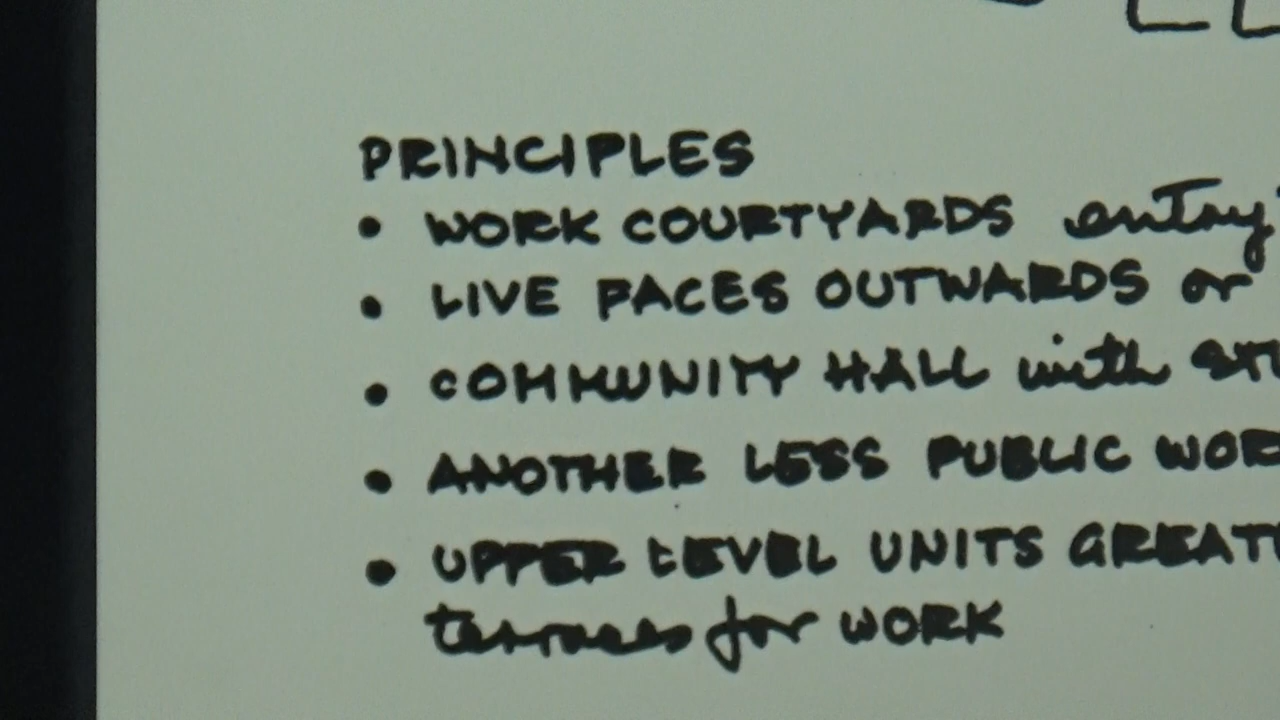 PRINCIPLES
• WORK COURTYARDS entry
• LIVE FACES OUTWARDS or
• COMMUNITY HALL with
• ANOTHER LESS PUBLIC
• UPPER LEVEL UNITS
terraces for WORK